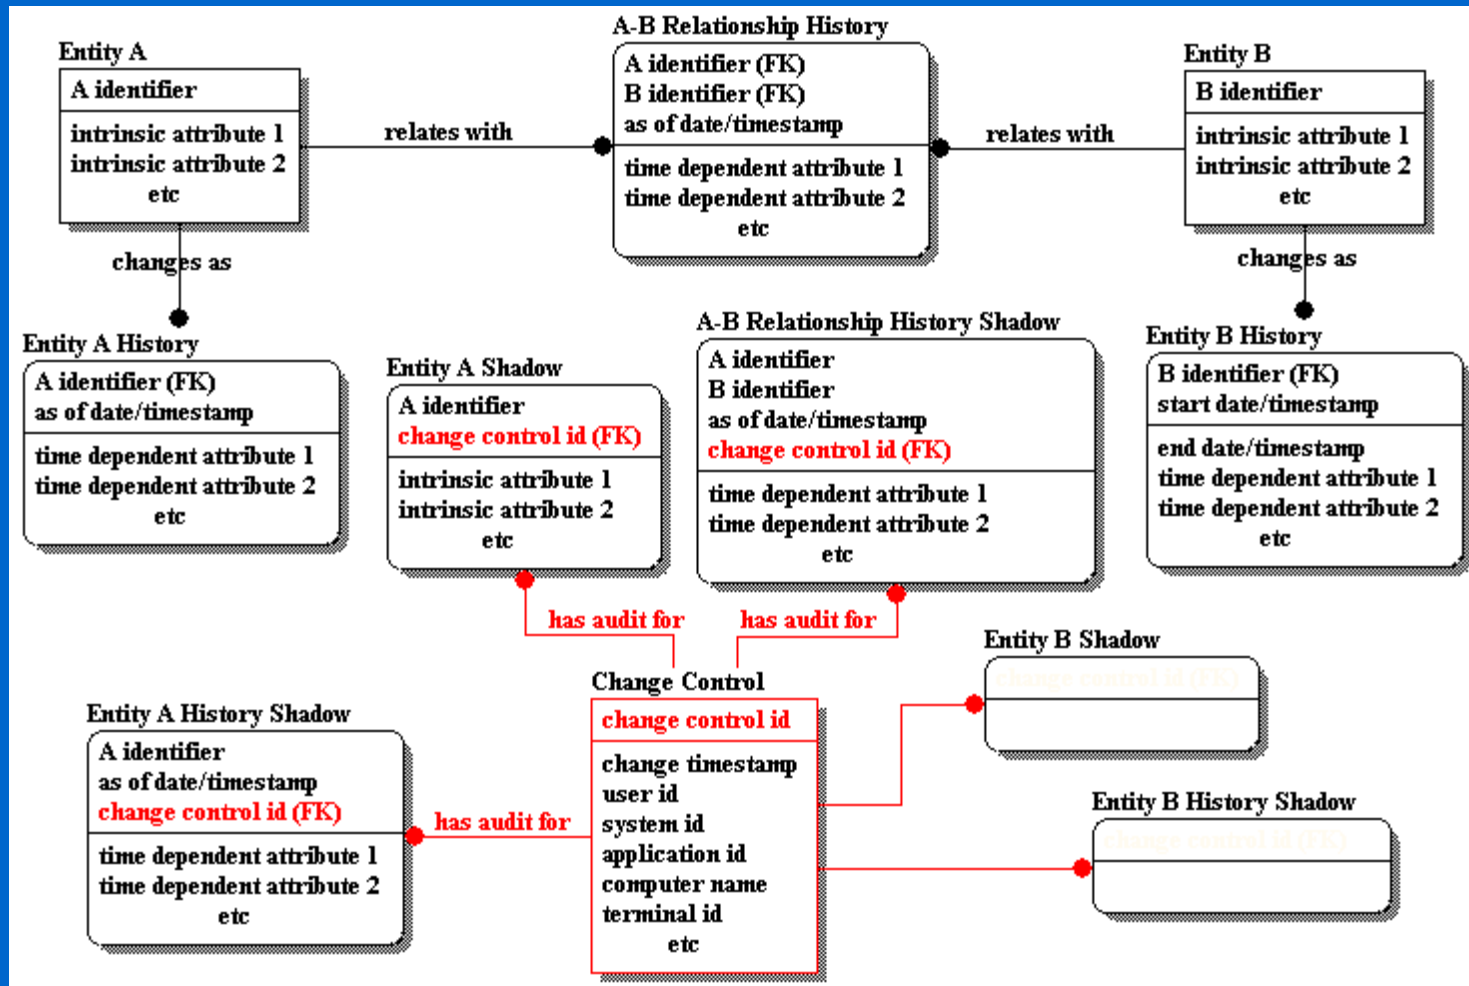 Entity A
A identifier
intrinsic attribute 1
intrinsic attribute 2
etc
relates with
A-B Relationship History
A identifier (FK)
B identifier (FK)
as of date/timestamp
time dependent attribute 1
time dependent attribute 2
etc
relates with
Entity B
B identifier
intrinsic attribute 1
intrinsic attribute 2
etc
changes as
changes as
Entity A History
A identifier (FK)
as of date/timestamp
time dependent attribute 1
time dependent attribute 2
etc
Entity A Shadow
A identifier
change control id (FK)
intrinsic attribute 1
intrinsic attribute 2
etc
A-B Relationship History Shadow
A identifier
B identifier
as of date/timestamp
change control id (FK)
time dependent attribute 1
time dependent attribute 2
etc
Entity B History
B identifier (FK)
start date/timestamp
end date/timestamp
time dependent attribute 1
time dependent attribute 2
etc
has audit for
has audit for
Entity A History Shadow
A identifier
as of date/timestamp
change control id (FK)
time dependent attribute 1
time dependent attribute 2
etc
has audit for
Change Control
change control id
change timestamp
user id
system id
application id
computer name
terminal id
etc
Entity B Shadow
change control id (FK)
Entity B History Shadow
change control id (FK)